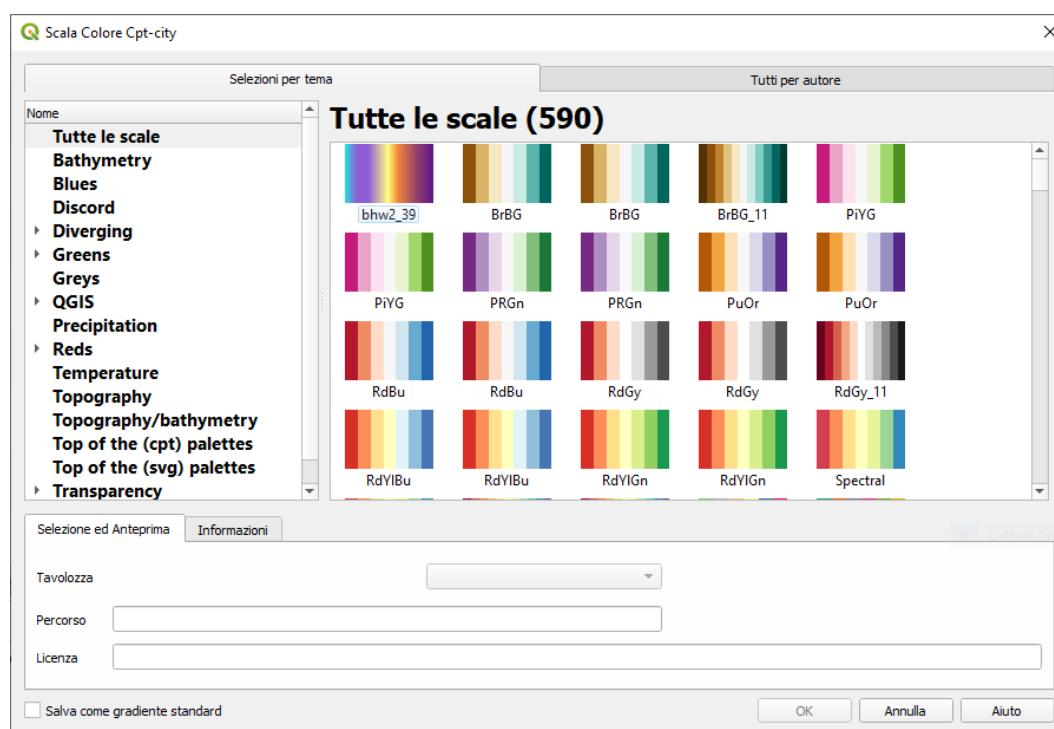 Scala Colore Cpt-city
Selezioni per tema
Tutti per autore
Nome
Tutte le scale
Bathymetry
Blues
Discord
Diverging
Greens
Greys
QGIS
Precipitation
Reds
Temperature
Topography
Topography/bathymetry
Top of the (cpt) palettes
Top of the (svg) palettes
Transparency
Tutte le scale (590)
bhw2_39 BrBG BrBG BrBG_11 PiYG
PiYG PRGn PRGn PuOr PuOr
RdBu RdBu RdGy RdGy RdGy_11
RdYlBu RdYlBu RdYlGn RdYlGn Spectral
Selezione ed Anteprima Informazioni
Tavolozza
Percorso
Licenza
Salva come gradiente standard
OK Annulla Aiuto